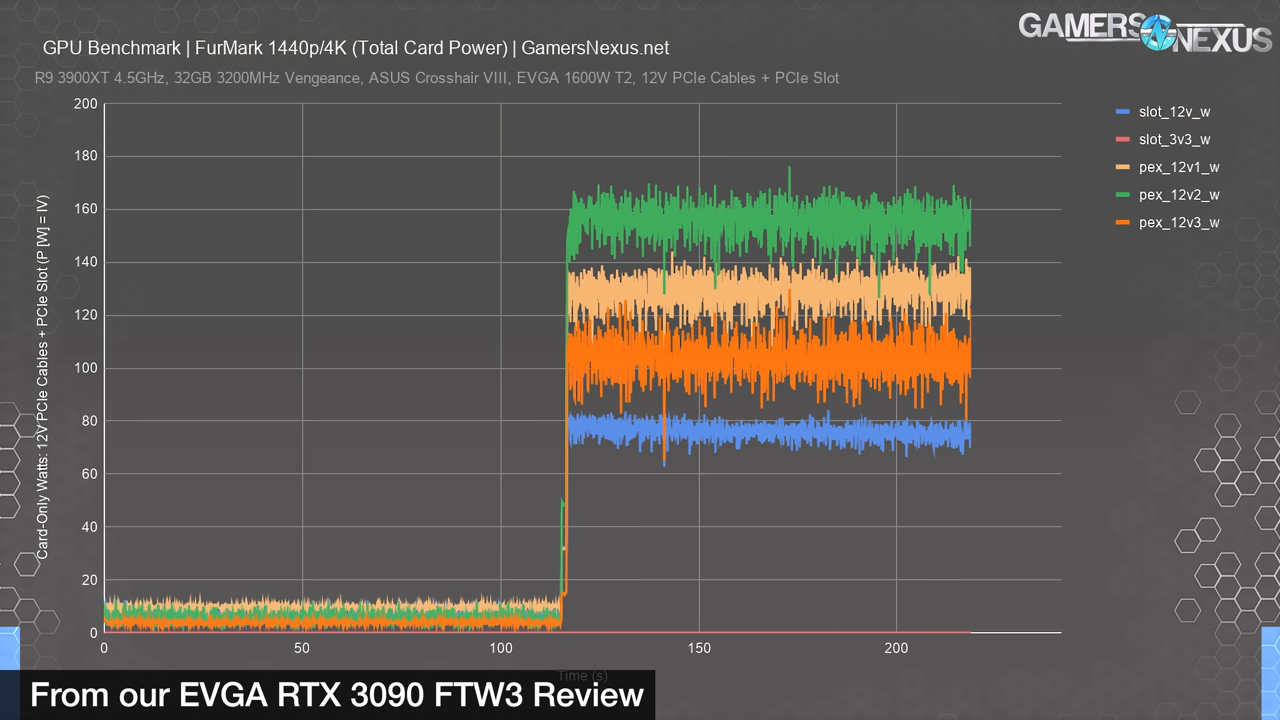 GAMERS NEXUS
GPU Benchmark | FurMark 1440p/4K (Total Card Power) | GamersNexus.net
R9 3900XT 4.5GHz, 32GB 3200MHz Vengeance, ASUS Crosshair VIII, EVGA 1600W T2, 12V PCIe Cables + PCIe Slot
Card-Only Watts: 12V PCIe Cables + PCIe Slot (P [W] = IV)
200
180
160
140
120
100
80
60
40
20
0
0 50 100 150 200
Time (s)
slot_12v_w
slot_3v3_w
pex_12v1_w
pex_12v2_w
pex_12v3_w
From our EVGA RTX 3090 FTW3 Review